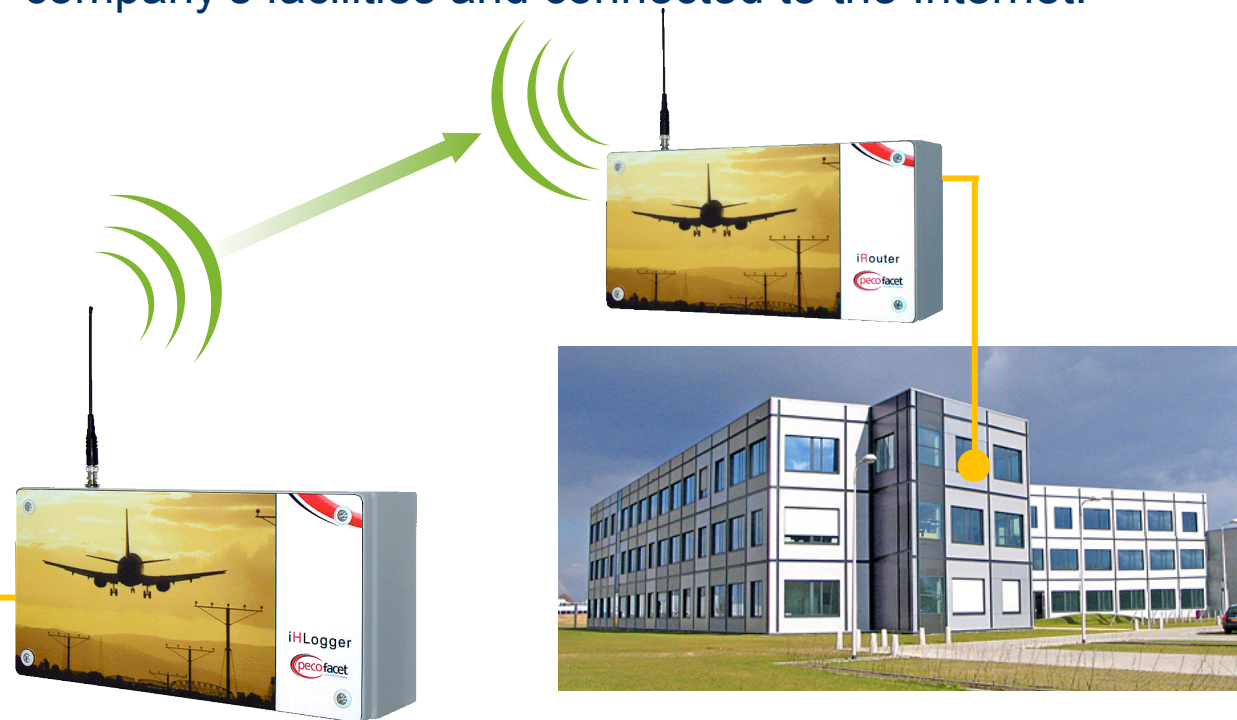 company's facilities and connected to the Internet.
iRouter
pecofacet
iHLogger
pecofacet